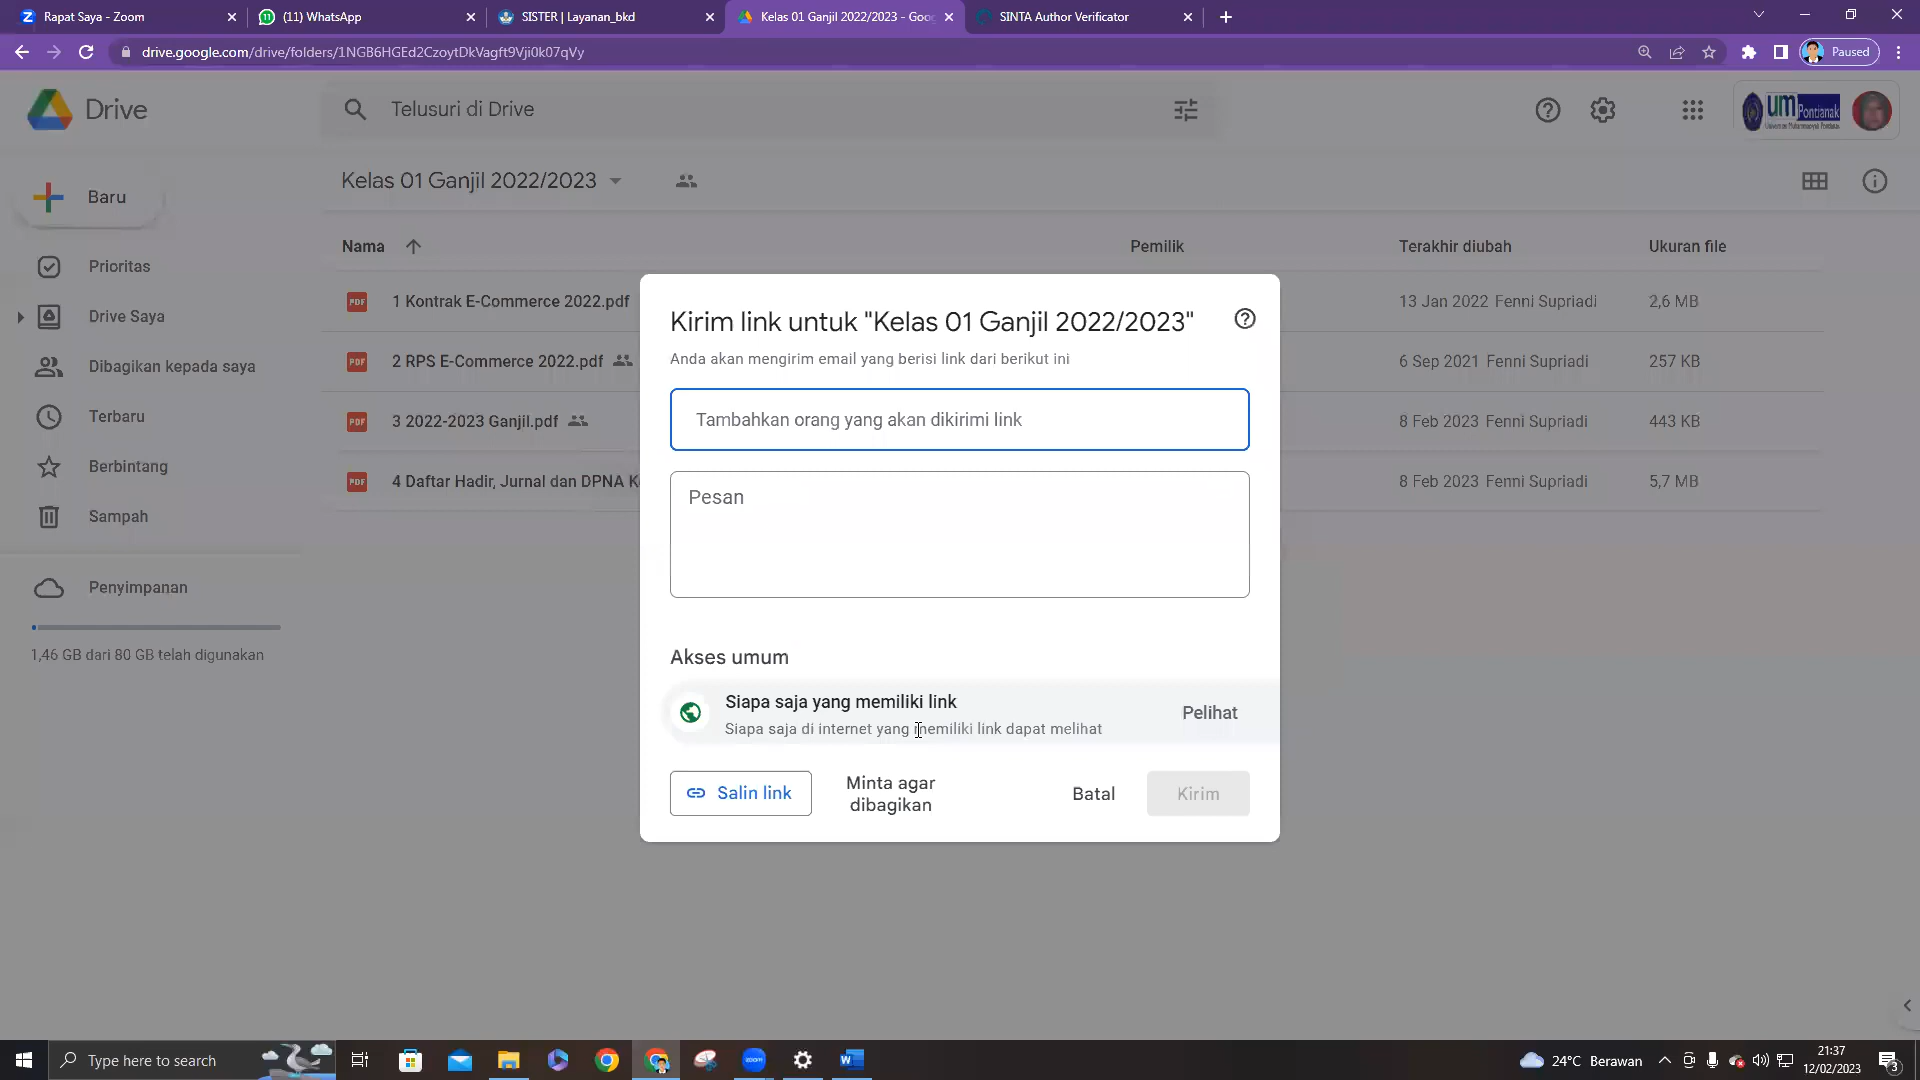 Rapat Saya - Zoom
(11) WhatsApp
SISTER | Layanan_bkd
Kelas 01 Ganjil 2022/2023 - Goo
SINTA Author Verificator
drive.google.com/drive/folders/1NGB6HGEd2CzoytDkVagft9Vji0k07qVy
Paused
Drive
Telusuri di Drive
um Pontianak
Baru
Kelas 01 Ganjil 2022/2023
Nama
Pemilik
Terakhir diubah
Ukuran file
Prioritas
Drive Saya
Dibagikan kepada saya
Terbaru
Berbintang
Sampah
Penyimpanan
1,46 GB dari 80 GB telah digunakan
PDF 1 Kontrak E-Commerce 2022.pdf
13 Jan 2022 Fenni Supriadi
2,6 MB
PDF 2 RPS E-Commerce 2022.pdf
6 Sep 2021 Fenni Supriadi
257 KB
PDF 3 2022-2023 Ganjil.pdf
8 Feb 2023 Fenni Supriadi
443 KB
PDF 4 Daftar Hadir, Jurnal dan DPNA K
8 Feb 2023 Fenni Supriadi
5,7 MB
Kirim link untuk "Kelas 01 Ganjil 2022/2023"
Anda akan mengirim email yang berisi link dari berikut ini
Tambahkan orang yang akan dikirimi link
Pesan
Akses umum
Siapa saja yang memiliki link
Siapa saja di internet yang memiliki link dapat melihat
Pelihat
Salin link
Minta agar
dibagikan
Batal
Kirim
Type here to search
zoom
24°C Berawan
21:37
12/02/2023
3